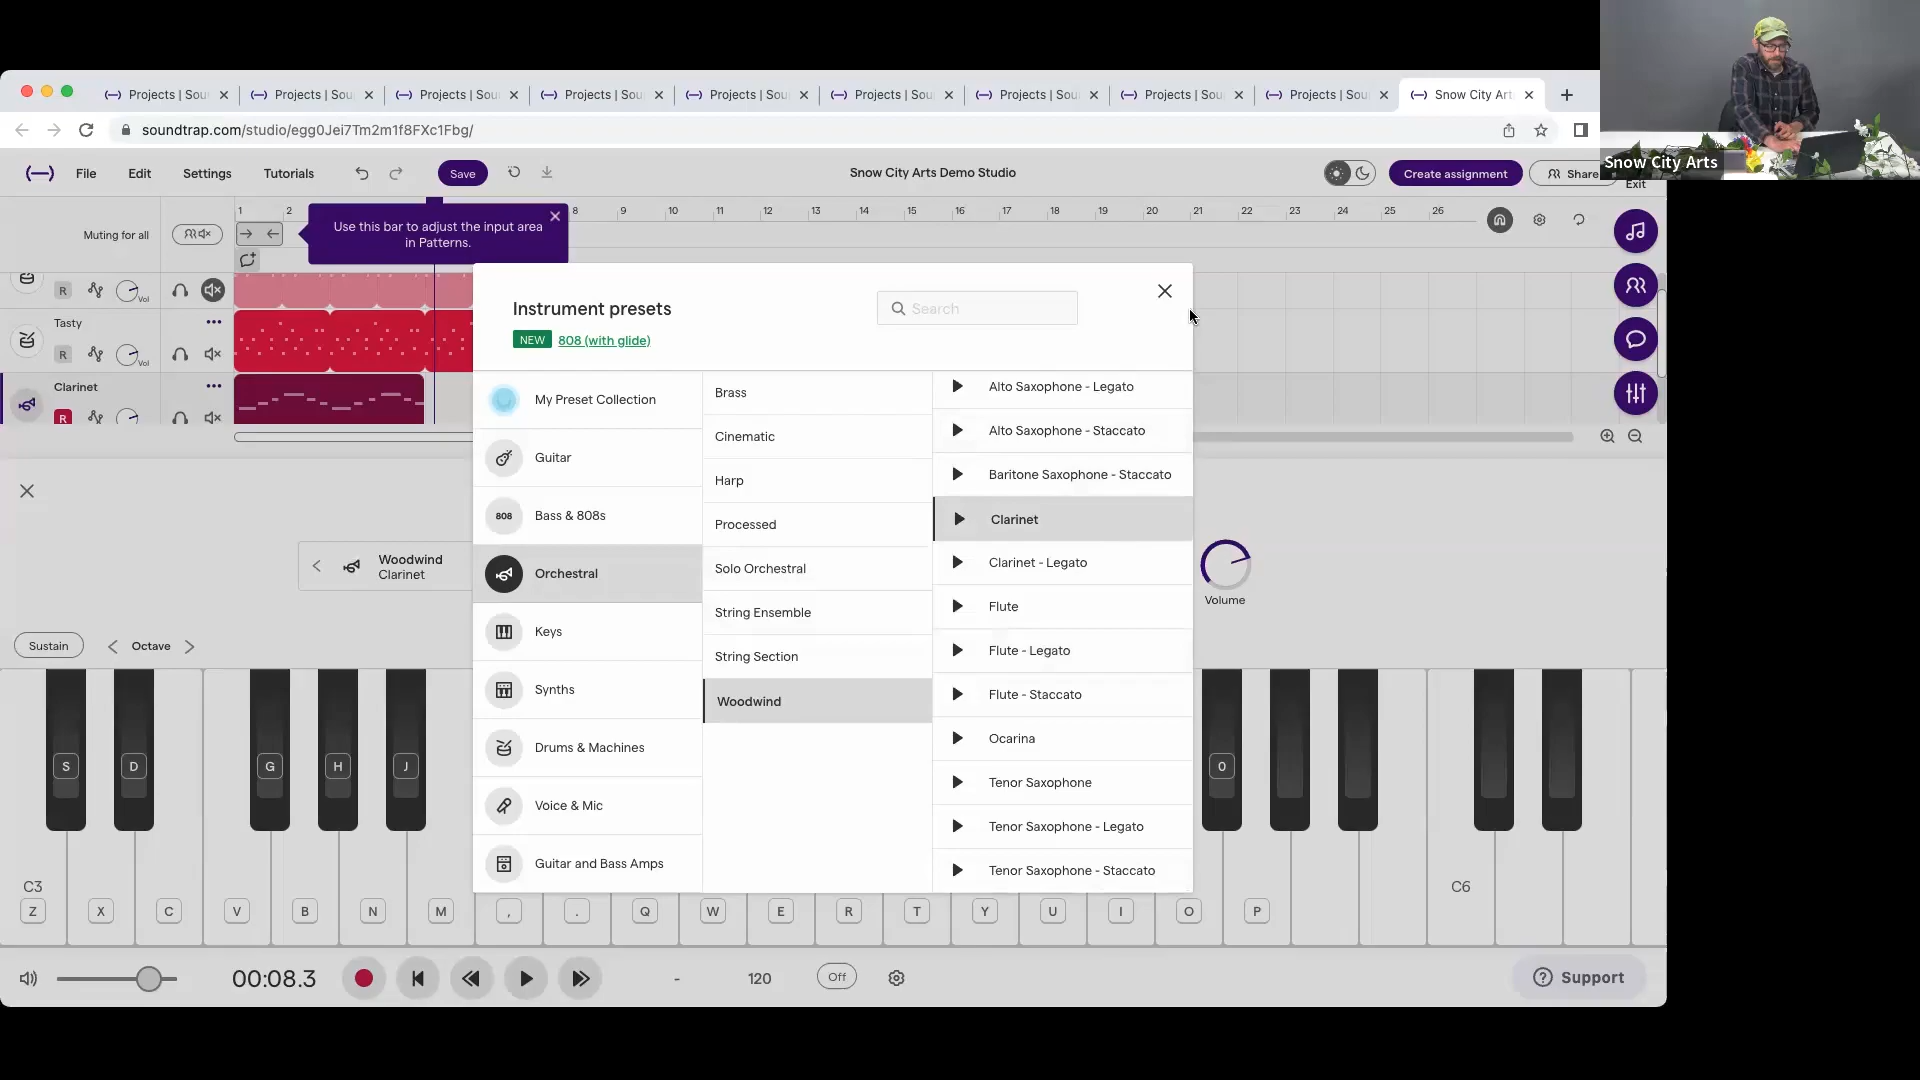 Projects | Sou
Projects | Sou
Projects | Sou
Projects | Sou
Projects | Sou
Projects | Sou
Projects | Sou
Projects | Sou
Projects | Sou
Snow City Art
soundtrap.com/studio/egg0Jei7Tm2m1f8FXc1Fbg/
Snow City Arts
File
Edit
Settings
Tutorials
Save
Snow City Arts Demo Studio
Create assignment
Share
Exit
1
2
8
9
10
11
12
13
14
15
16
17
18
19
20
21
22
23
24
25
26
Muting for all
Use this bar to adjust the input area
in Patterns.
R
Vol
Tasty
R
Vol
Clarinet
R
Instrument presets
Search
NEW
808 (with glide)
My Preset Collection
Guitar
808
Bass & 808s
Orchestral
Keys
Synths
Drums & Machines
Voice & Mic
Guitar and Bass Amps
Brass
Cinematic
Harp
Processed
Solo Orchestral
String Ensemble
String Section
Woodwind
Alto Saxophone - Legato
Alto Saxophone - Staccato
Baritone Saxophone - Staccato
Clarinet
Clarinet - Legato
Flute
Flute - Legato
Flute - Staccato
Ocarina
Tenor Saxophone
Tenor Saxophone - Legato
Tenor Saxophone - Staccato
Woodwind
Clarinet
Volume
Sustain
Octave
S
D
G
H
J
0
C3
C6
Z
X
C
V
B
N
M
,
.
Q
W
E
R
T
Y
U
I
O
P
00:08.3
-
120
Off
Support